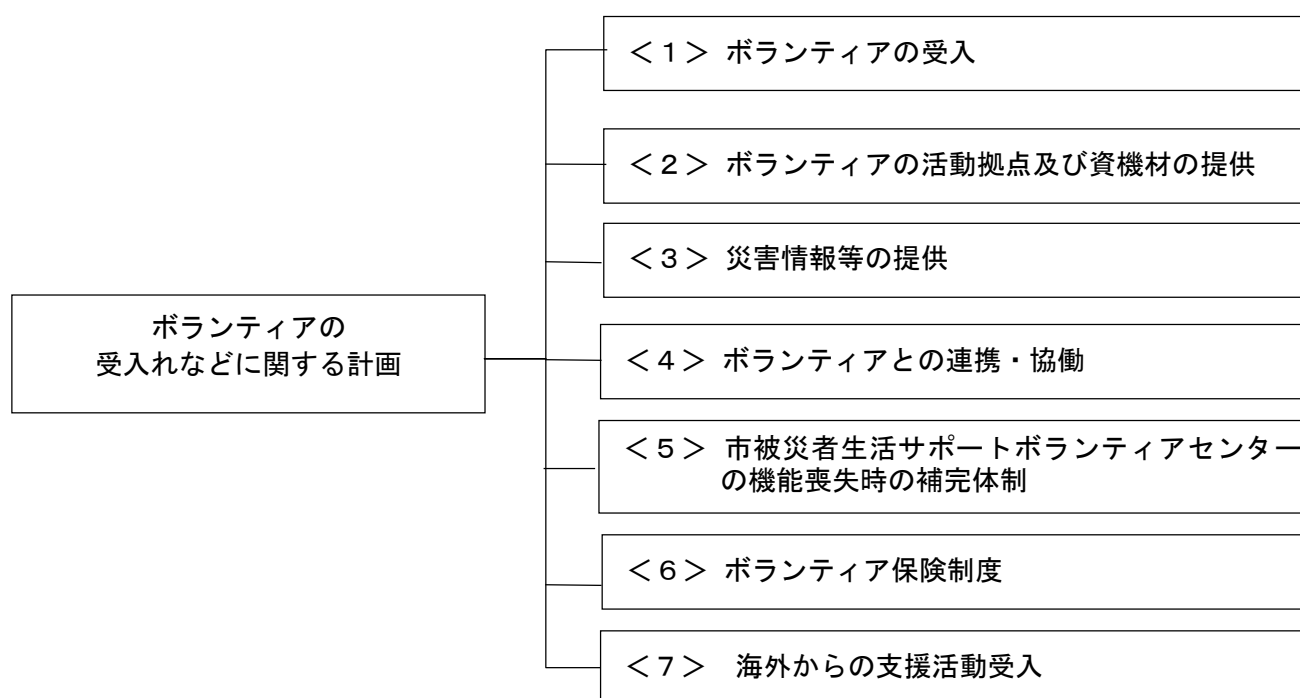 ボランティアの
受入れなどに関する計画
＜１＞ ボランティアの受入
＜２＞ ボランティアの活動拠点及び資機材の提供
＜３＞ 災害情報等の提供
＜４＞ ボランティアとの連携・協働
＜５＞ 市被災者生活サポートボランティアセンター
の機能喪失時の補完体制
＜６＞ ボランティア保険制度
＜７＞　海外からの支援活動受入